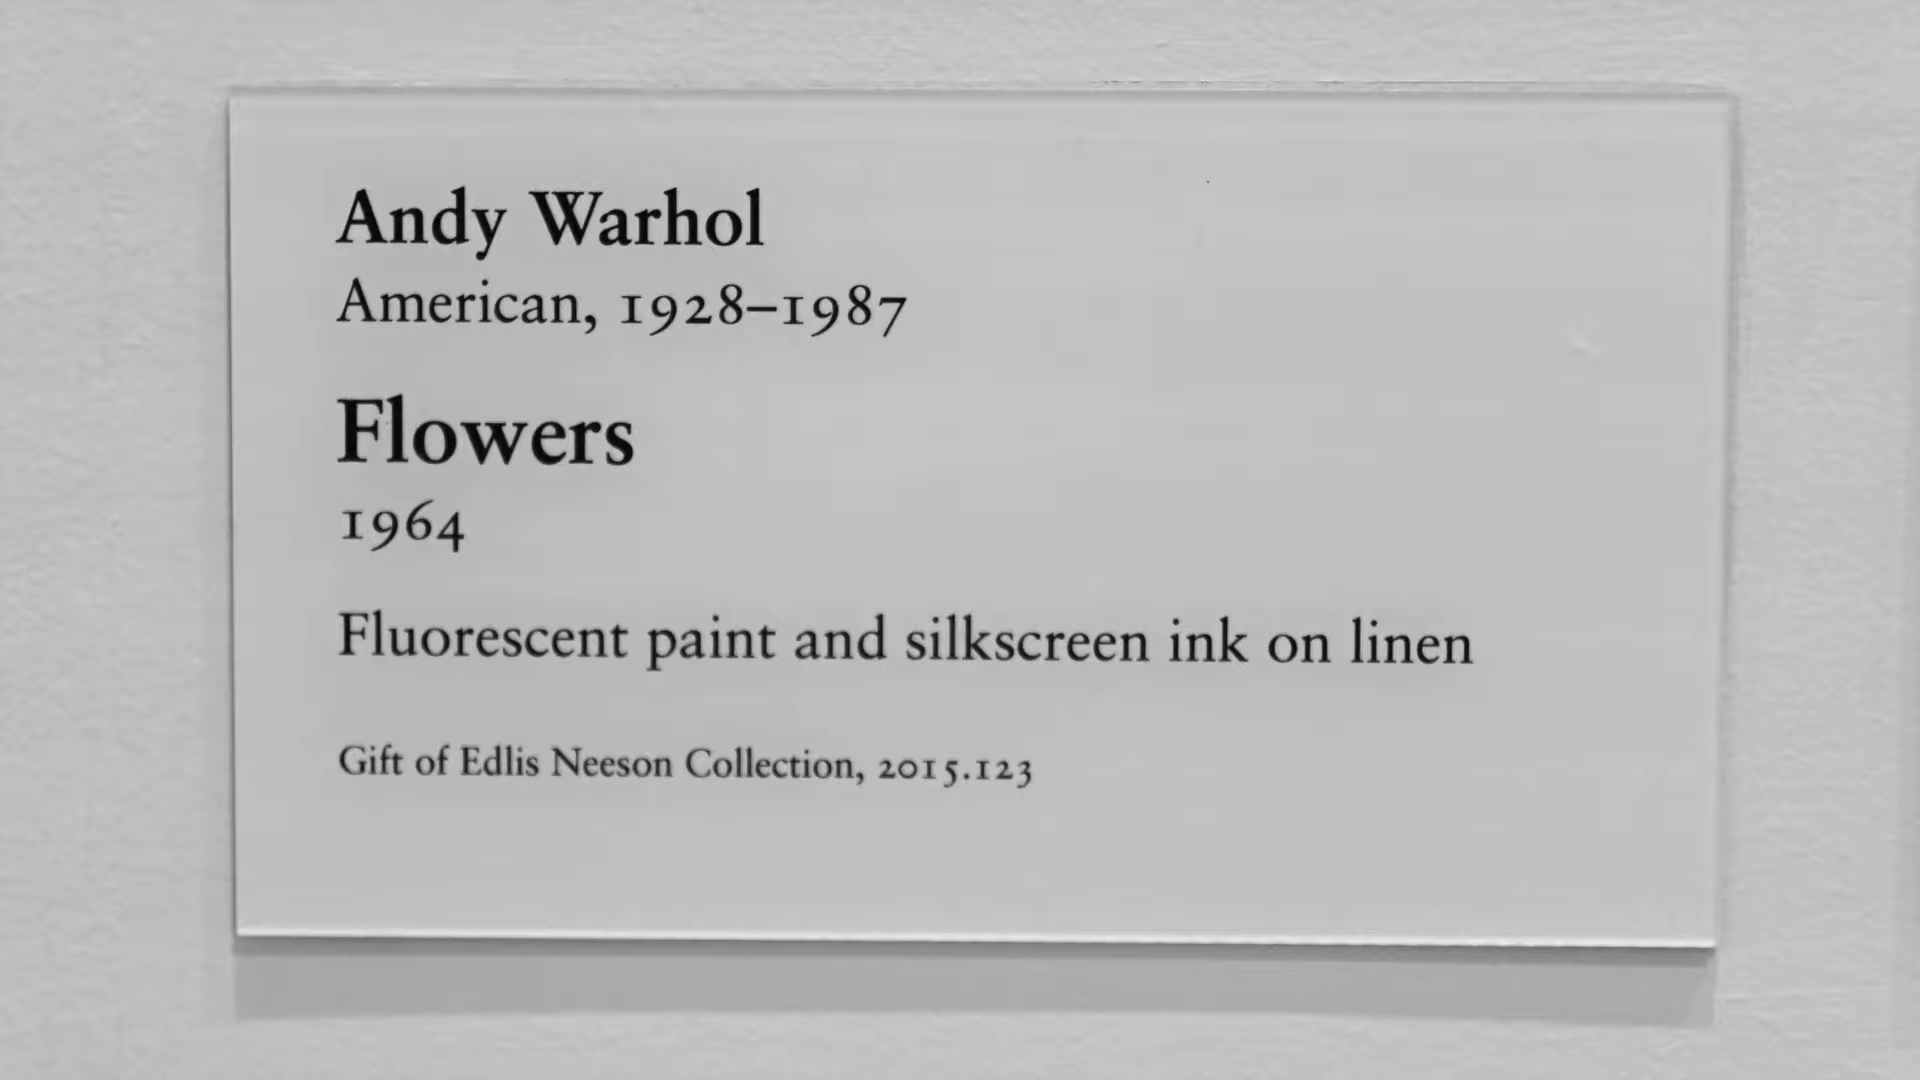 Andy Warhol
American, 1928–1987
Flowers
1964
Fluorescent paint and silkscreen ink on linen
Gift of Edlis Neeson Collection, 2015.123